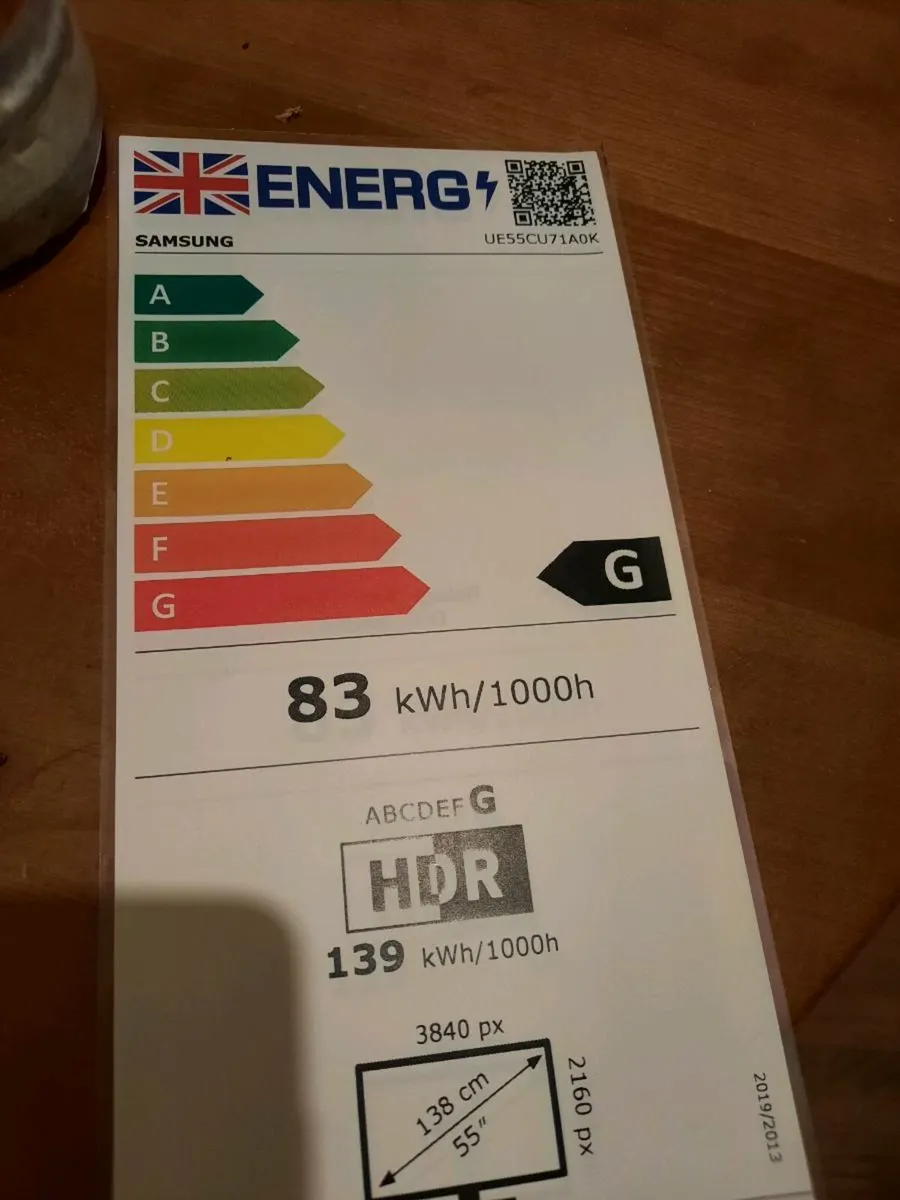 ENERG
SAMSUNG
UE55CU71A0K
A
B
C
D
E
F
G
G
83 kWh/1000h
ABCDEFG
HDR
139 kWh/1000h
3840 px
2160 px
138 cm
55"
2019/2013